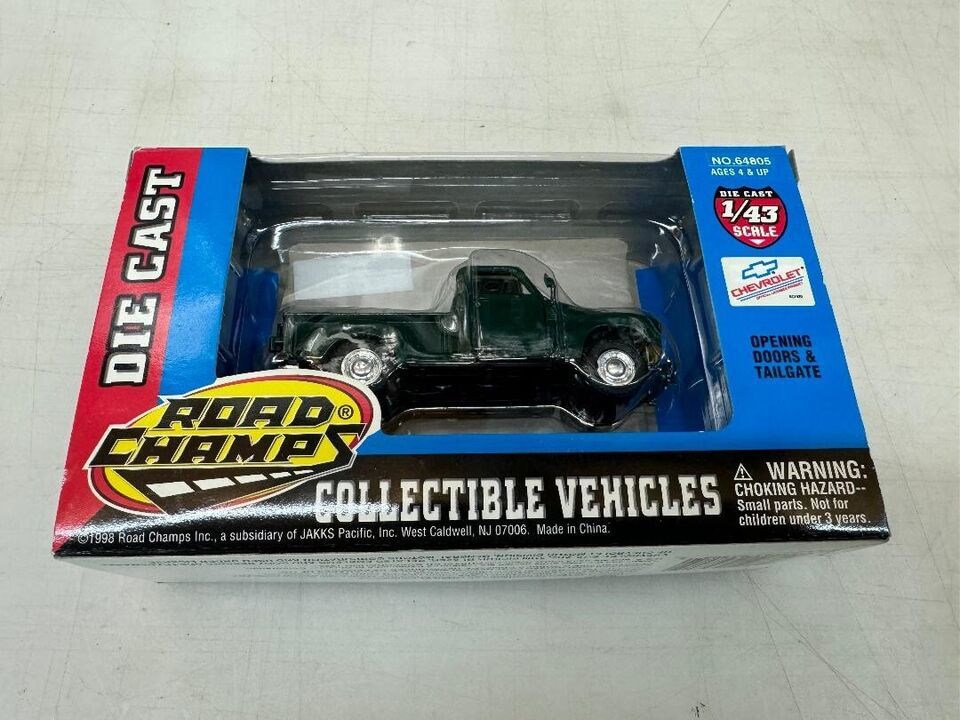 DIE CAST
NO.64805
AGES 4 & UP
DIE CAST
1/43
SCALE
CHEVROLET
OPENING
DOORS &
TAILGATE
ROAD
CHAMPS®
COLLECTIBLE VEHICLES
⚠ WARNING:
CHOKING HAZARD--
Small parts. Not for
children under 3 years.
©1998 Road Champs Inc., a subsidiary of JAKKS Pacific, Inc. West Caldwell, NJ 07006. Made in China.